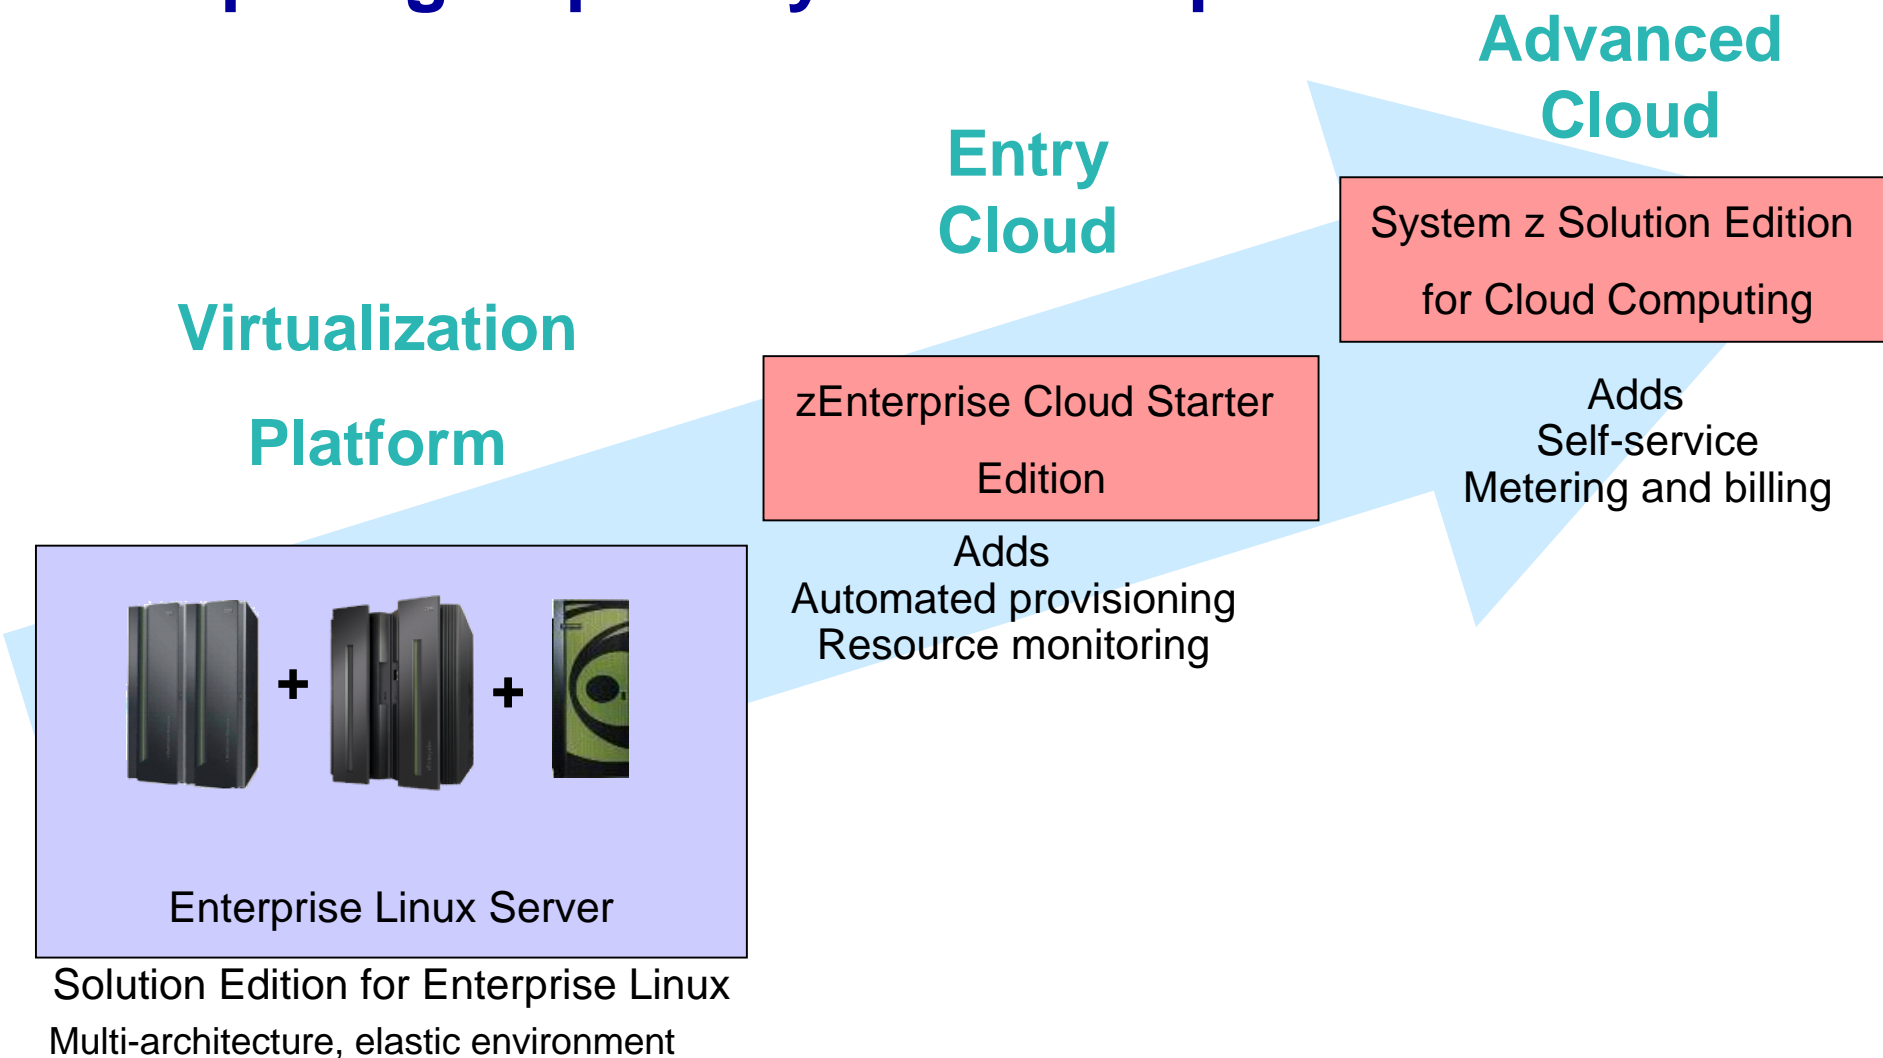 Virtualization
Platform
Enterprise Linux Server
Solution Edition for Enterprise Linux
Multi-architecture, elastic environment
Entry
Cloud
zEnterprise Cloud Starter
Edition
Adds
Automated provisioning
Resource monitoring
Advanced
Cloud
System z Solution Edition
for Cloud Computing
Adds
Self-service
Metering and billing
+
+